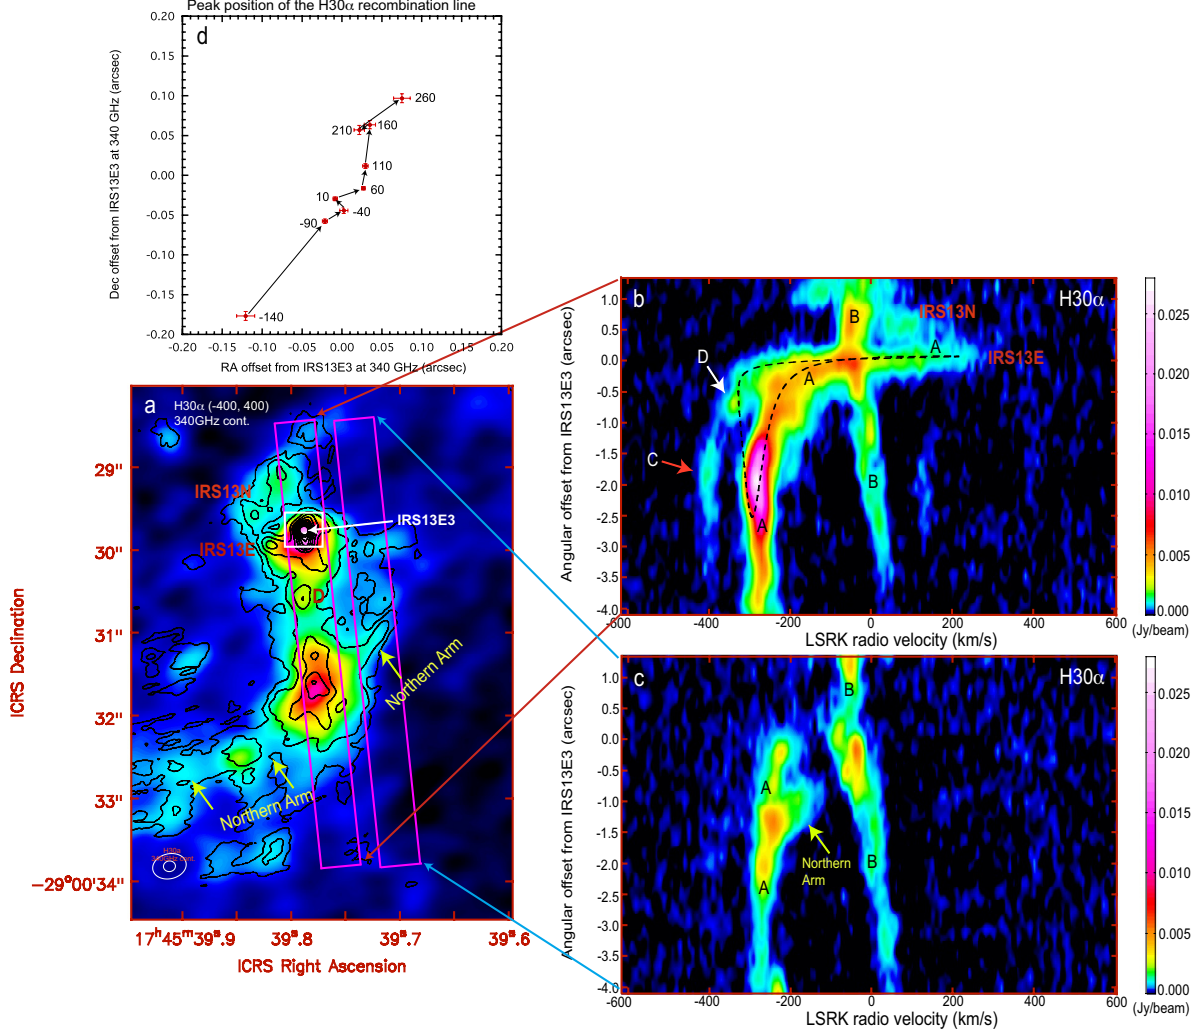 Peak position of the H30α recombination line
d
0.20
0.15
0.10
0.05
0.00
-0.05
-0.10
-0.15
-0.20
Dec offset from IRS13E3 at 340 GHz (arcsec)
260
210
160
110
10
60
-90
-40
-140
-0.20 -0.15 -0.10 -0.05 0.00 0.05 0.10 0.15 0.20
RA offset from IRS13E3 at 340 GHz (arcsec)
a
H30α (-400, 400)
340GHz cont.
IRS13N
IRS13E3
IRS13E
D
Northern Arm
Northern Arm
H30α
340GHz cont.
29"
30"
31"
32"
33"
−29°00'34"
ICRS Declination
17ʰ45ᵐ39ˢ.9 39ˢ.8 39ˢ.7 39ˢ.6
ICRS Right Ascension
b
H30α
B
IRS13N
A
IRS13E
D
A
C
B
A
1.0
0.5
0.0
-0.5
-1.0
-1.5
-2.0
-2.5
-3.0
-3.5
-4.0
Angular offset from IRS13E3 (arcsec)
-600 -400 -200 0 200 400 600
LSRK radio velocity (km/s)
0.025
0.020
0.015
0.010
0.005
0.000
(Jy/beam)
c
H30α
B
A
Northern
Arm
B
A
1.0
0.5
0.0
-0.5
-1.0
-1.5
-2.0
-2.5
-3.0
-3.5
-4.0
Angular offset from IRS13E3 (arcsec)
-600 -400 -200 0 200 400 600
LSRK radio velocity (km/s)
0.025
0.020
0.015
0.010
0.005
0.000
(Jy/beam)